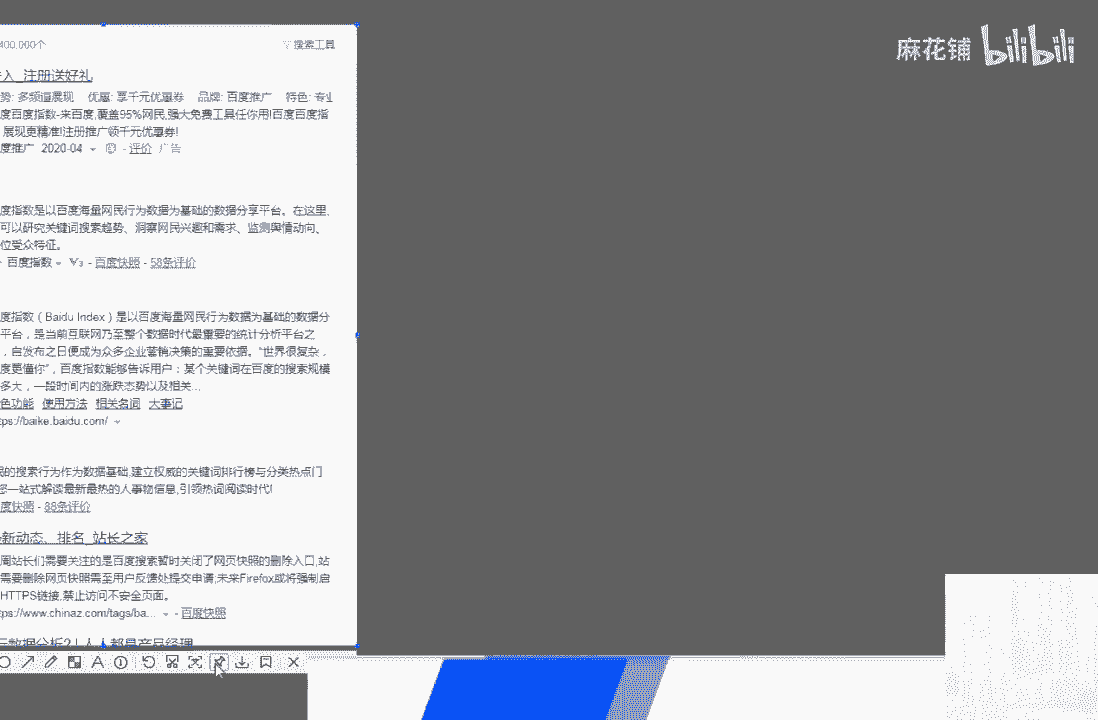 麻花铺 bilibili
400,000个 搜索工具
入_注册送好礼
势: 多频道展现 优惠: 享千元优惠券 品牌: 百度推广 特色: 专业
度百度指数-来百度,覆盖95%网民,强大免费工具任你用!百度百度指
展现更精准!注册推广领千元优惠券!
度推广 2020-04 - 评价 广告
度指数是以百度海量网民行为数据为基础的数据分享平台。在这里,
可以研究关键词搜索趋势、洞察网民兴趣和需求、监测舆情动向、
位受众特征。
百度指数 V3 - 百度快照 - 58条评价
度指数（Baidu Index）是以百度海量网民行为数据为基础的数据分
平台，是当前互联网乃至整个数据时代最重要的统计分析平台之
，自发布之日便成为众多企业营销决策的重要依据。“世界很复杂，
度更懂你”，百度指数能够告诉用户：某个关键词在百度的搜索规模
多大，一段时间内的涨跌态势以及相关...
色功能 使用方法 相关名词 大事记
tps://baike.baidu.com/
的搜索行为作为数据基础,建立权威的关键词排行榜与分类热点门
您一站式解读最新最热的人事物信息,引领热词阅读时代!
度快照 - 88条评价
新动态、排名_站长之家
周站长们需要关注的是百度搜索暂时关闭了网页快照的删除入口,站
需要删除网页快照需至用户反馈处提交申请;未来Firefox或将强制启
HTTPS链接,禁止访问不安全页面。
tps://www.chinaz.com/tags/ba... - 百度快照
数据分析2 | 人人都是产品经理